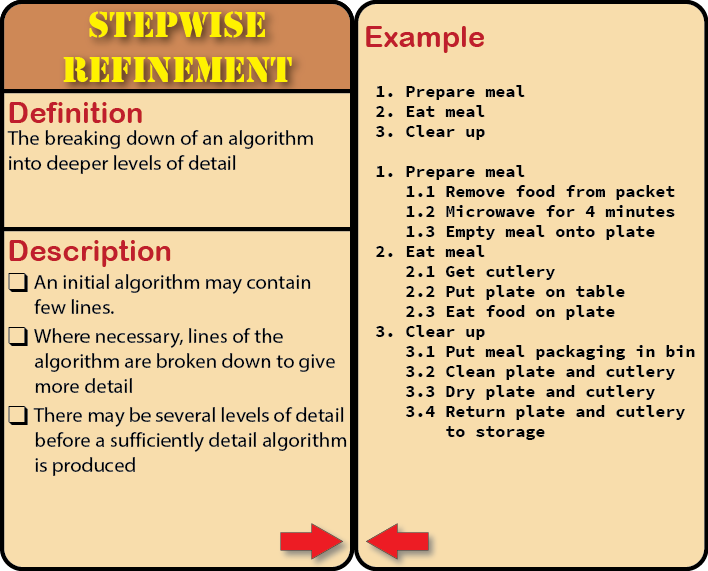 STEPWISE
REFINEMENT
Definition
The breaking down of an algorithm
into deeper levels of detail
Description
An initial algorithm may contain
few lines.
Where necessary, lines of the
algorithm are broken down to give
more detail
There may be several levels of detail
before a sufficiently detail algorithm
is produced
Example
1. Prepare meal
2. Eat meal
3. Clear up
1. Prepare meal
1.1 Remove food from packet
1.2 Microwave for 4 minutes
1.3 Empty meal onto plate
2. Eat meal
2.1 Get cutlery
2.2 Put plate on table
2.3 Eat food on plate
3. Clear up
3.1 Put meal packaging in bin
3.2 Clean plate and cutlery
3.3 Dry plate and cutlery
3.4 Return plate and cutlery
to storage